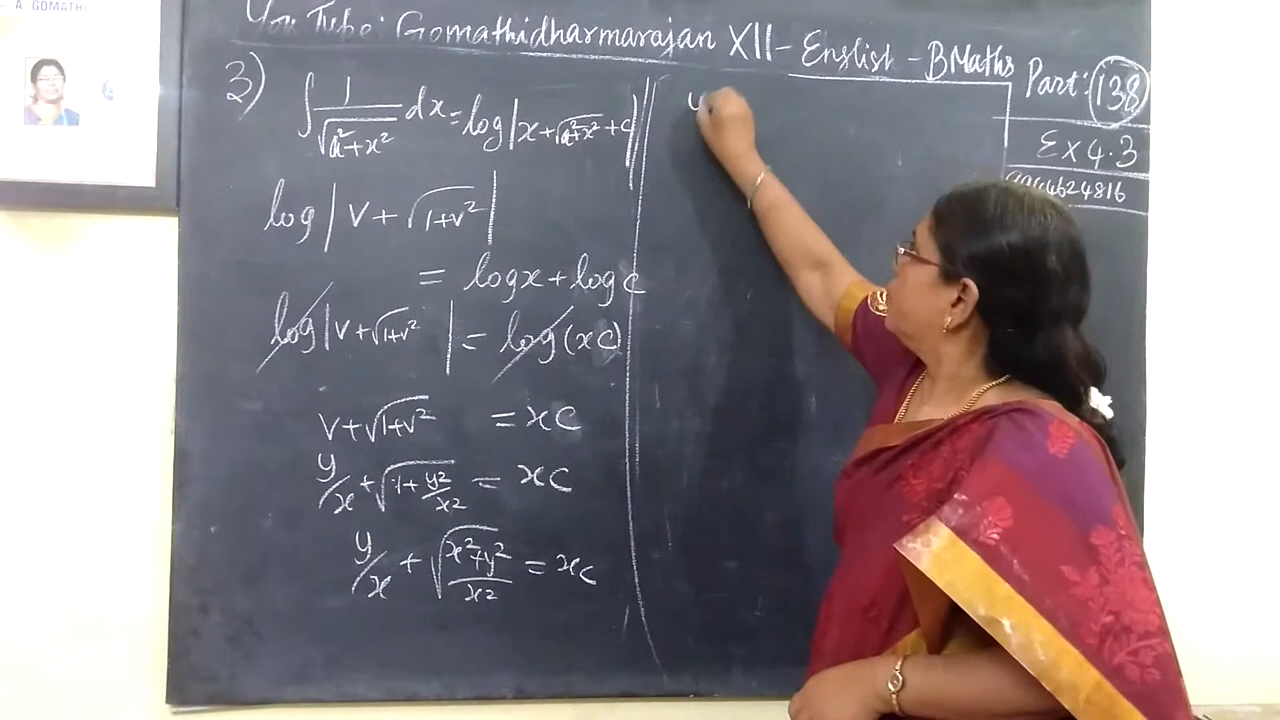 A GOMATHI
You Tube: Gomathidharmarajan XII - English - B Maths
Part: 138
Ex 4.3
3) ∫ 1/√(a²+x²) dx = log|x+√(a²+x²)+c|
log|v+√(1+v²)|
= logx + log c
log|v+√(1+v²)| = log(xc)
v+√(1+v²) = xc
y/x + √(1+y²/x²) = xc
y/x + √((x²+y²)/x²) = xc